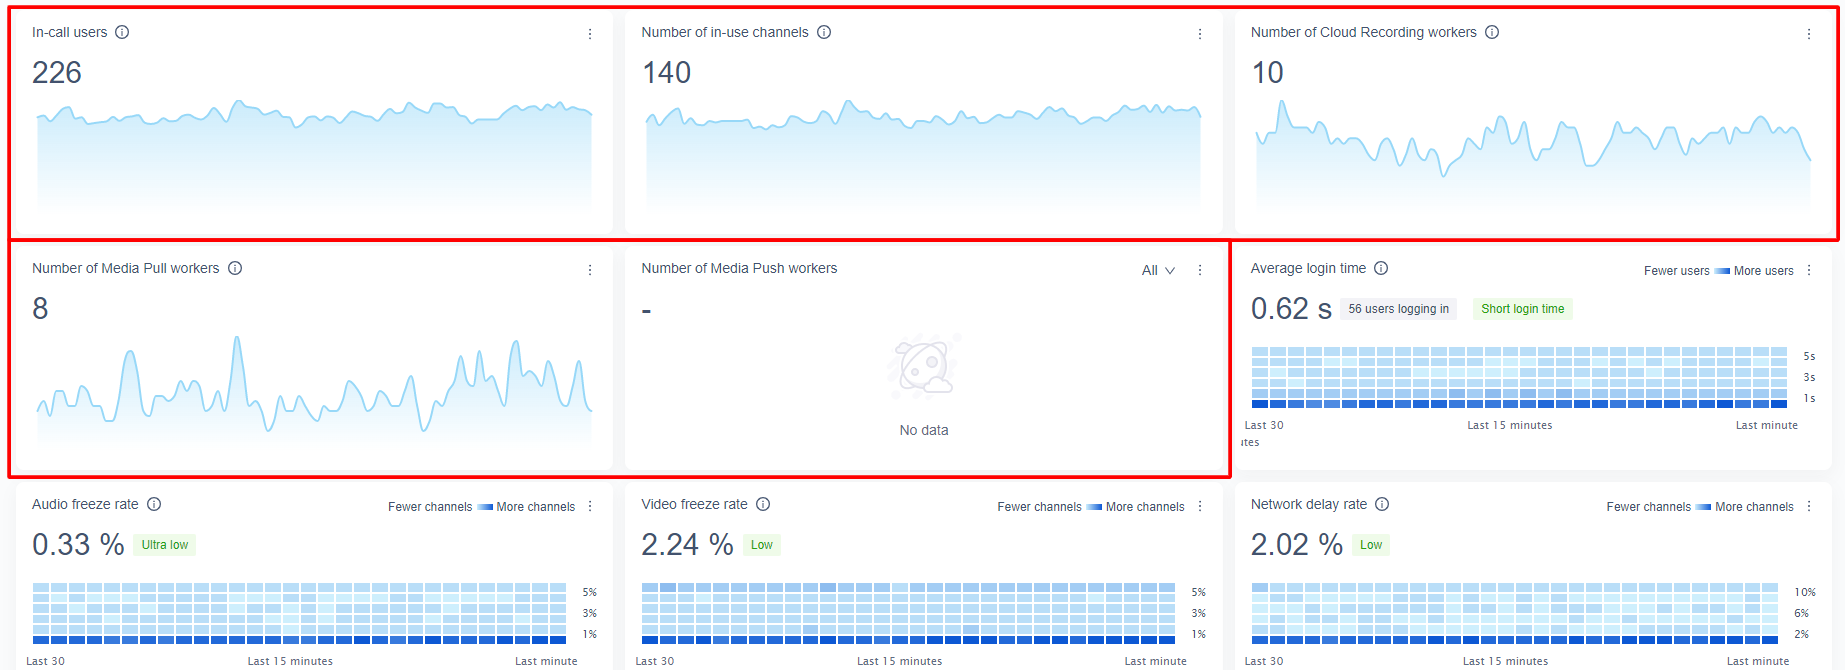 In-call users
226
Number of in-use channels
140
Number of Cloud Recording workers
10
Number of Media Pull workers
8
Number of Media Push workers
All
-
No data
Average login time
Fewer users More users
0.62 s 56 users logging in Short login time
5s
3s
1s
Last 30 Last 15 minutes Last minute
utes
Audio freeze rate
Fewer channels More channels
0.33 % Ultra low
5%
3%
1%
Last 30 Last 15 minutes Last minute
Video freeze rate
Fewer channels More channels
2.24 % Low
5%
3%
1%
Last 30 Last 15 minutes Last minute
Network delay rate
Fewer channels More channels
2.02 % Low
10%
6%
2%
Last 30 Last 15 minutes Last minute